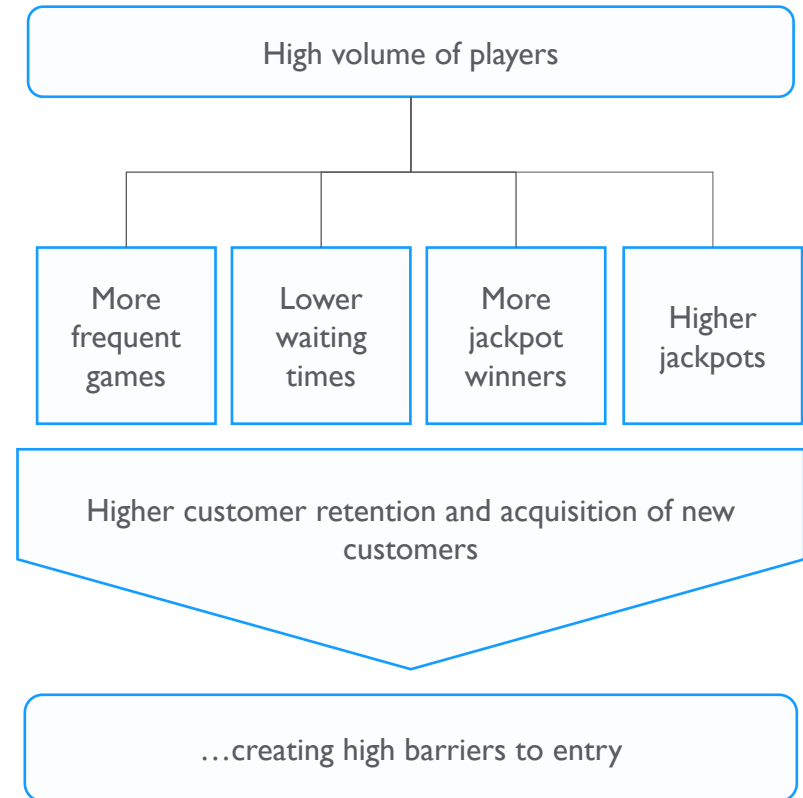 High volume of players
More
frequent
games
Lower
waiting
times
More
jackpot
winners
Higher
jackpots
Higher customer retention and acquisition of new
customers
…creating high barriers to entry